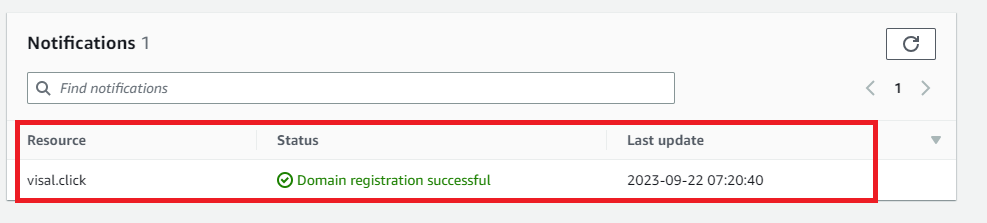 Notifications 1
Find notifications
1
Resource Status Last update
visal.click Domain registration successful 2023-09-22 07:20:40